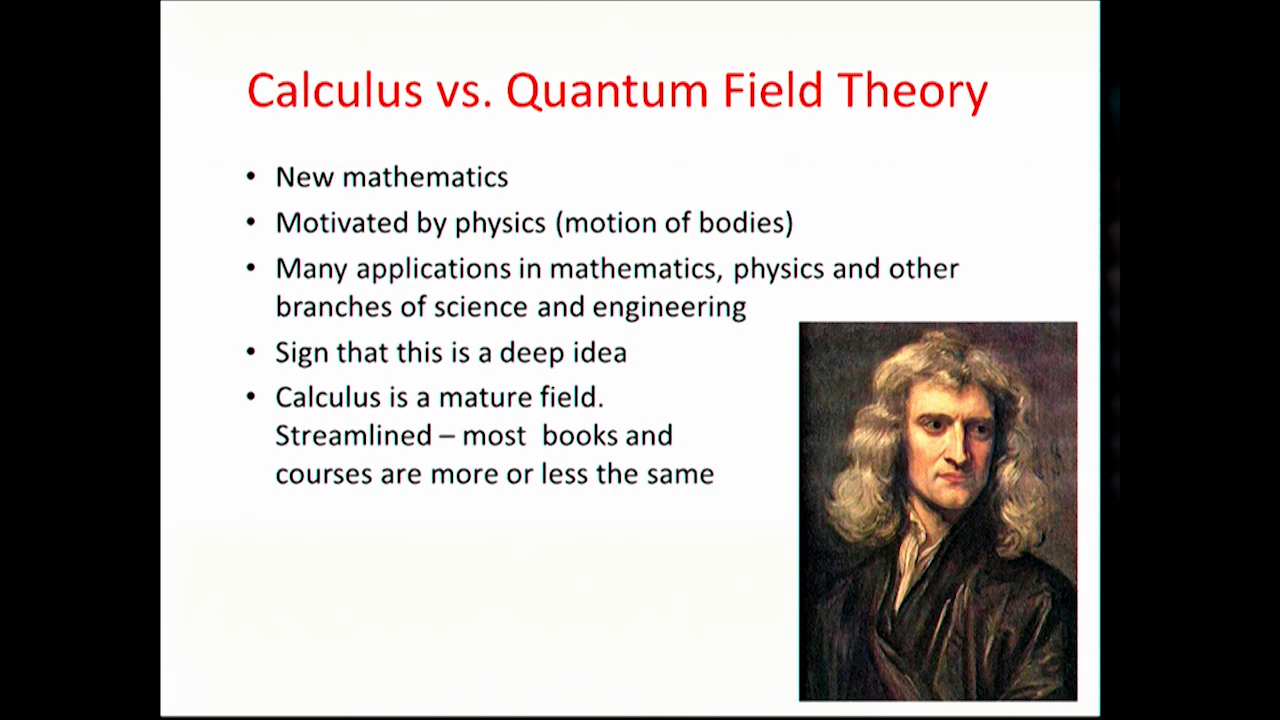 Calculus vs. Quantum Field Theory
• New mathematics
• Motivated by physics (motion of bodies)
• Many applications in mathematics, physics and other
branches of science and engineering
• Sign that this is a deep idea
• Calculus is a mature field.
Streamlined – most  books and
courses are more or less the same